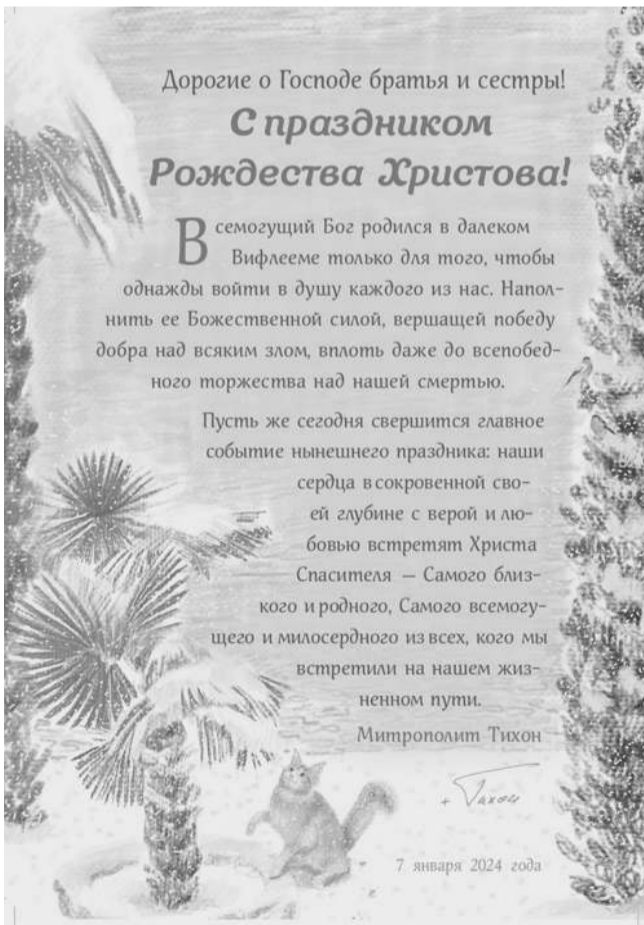 Дорогие о Господе братья и сестры!
С праздником
Рождества Христова!
Всемогущий Бог родился в далеком
Вифлееме только для того, чтобы
однажды войти в душу каждого из нас. Напол-
нить ее Божественной силой, вершащей победу
добра над всяким злом, вплоть даже до всепобед-
ного торжества над нашей смертью.
Пусть же сегодня свершится главное
событие нынешнего праздника: наши
сердца в сокровенной сво-
ей глубине с верой и лю-
бовью встретят Христа
Спасителя — Самого близ-
кого и родного, Самого всемогу-
щего и милосердного из всех, кого мы
встретили на нашем жиз-
ненном пути.
Митрополит Тихон
+ Тихон
7 января 2024 года